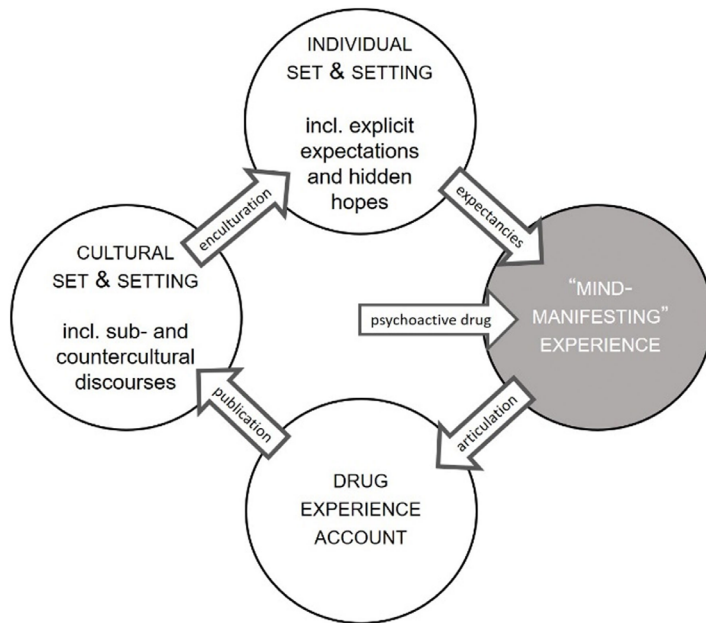 INDIVIDUAL
SET & SETTING
incl. explicit
expectations
and hidden
hopes
enculturation
expectancies
CULTURAL
SET & SETTING
incl. sub- and
countercultural
discourses
psychoactive drug
“MIND-
MANIFESTING”
EXPERIENCE
publication
articulation
DRUG
EXPERIENCE
ACCOUNT